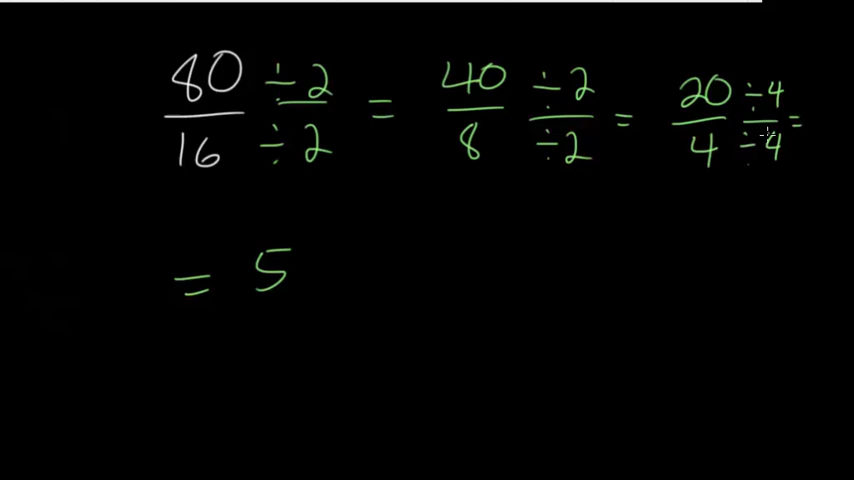 80 ÷2 = 40 ÷2 = 20 ÷4 =
16 ÷2 8 ÷2 4 ÷4
= 5